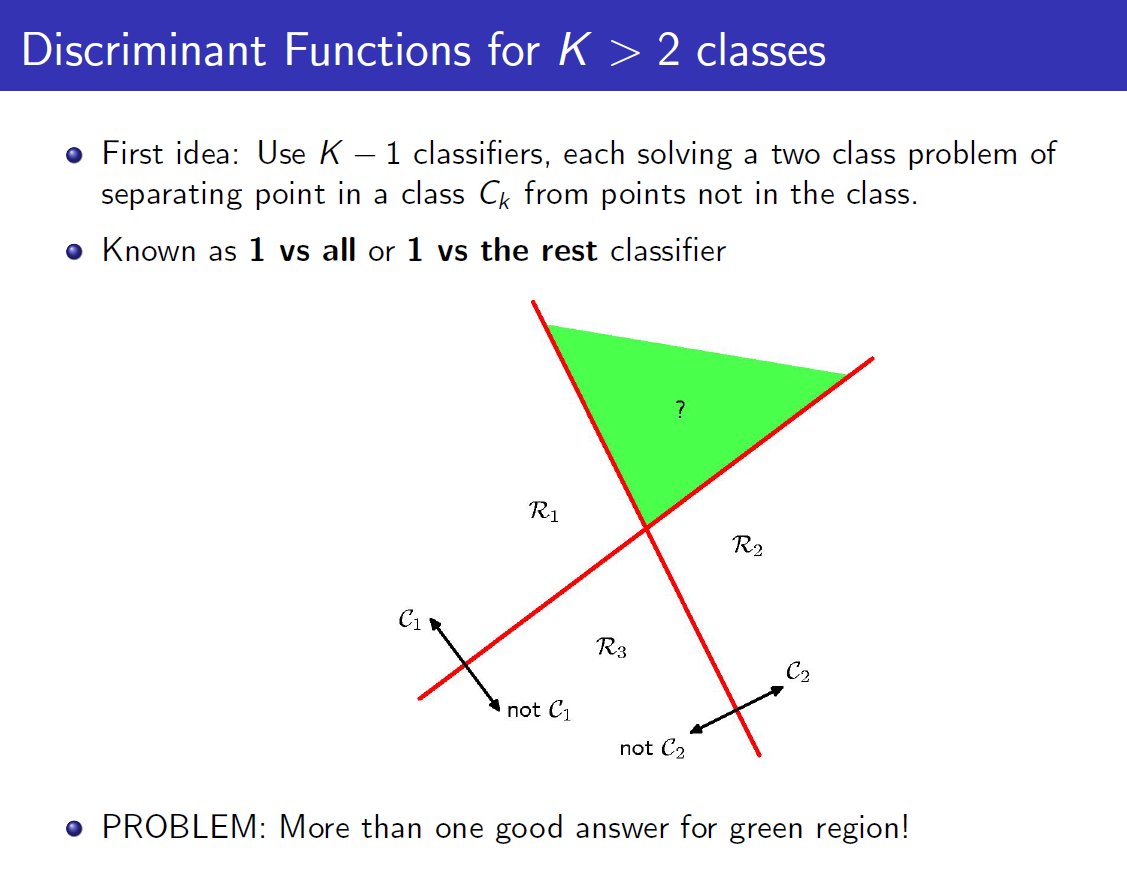 Discriminant Functions for K > 2 classes
First idea: Use K − 1 classifiers, each solving a two class problem of
separating point in a class C_k from points not in the class.
Known as 1 vs all or 1 vs the rest classifier
?
R_1
R_2
C_1
R_3
C_2
not C_1
not C_2
PROBLEM: More than one good answer for green region!